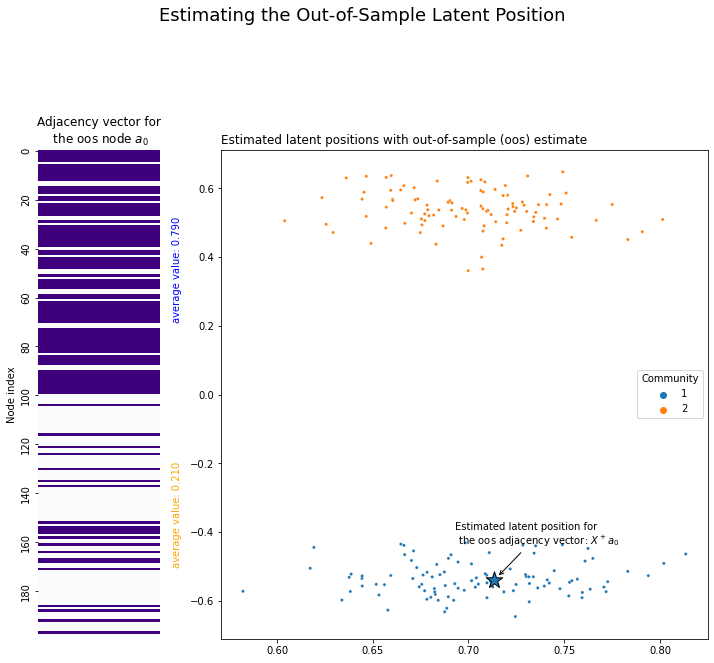 Estimating the Out-of-Sample Latent Position
Adjacency vector for
the oos node a₀
Estimated latent positions with out-of-sample (oos) estimate
Node index
0
20
40
60
80
100
120
140
160
180
average value: 0.790
average value: 0.210
0.6
0.4
0.2
0.0
−0.2
−0.4
−0.6
0.60
0.65
0.70
0.75
0.80
Community
1
2
Estimated latent position for
the oos adjacency vector: X⁺a₀